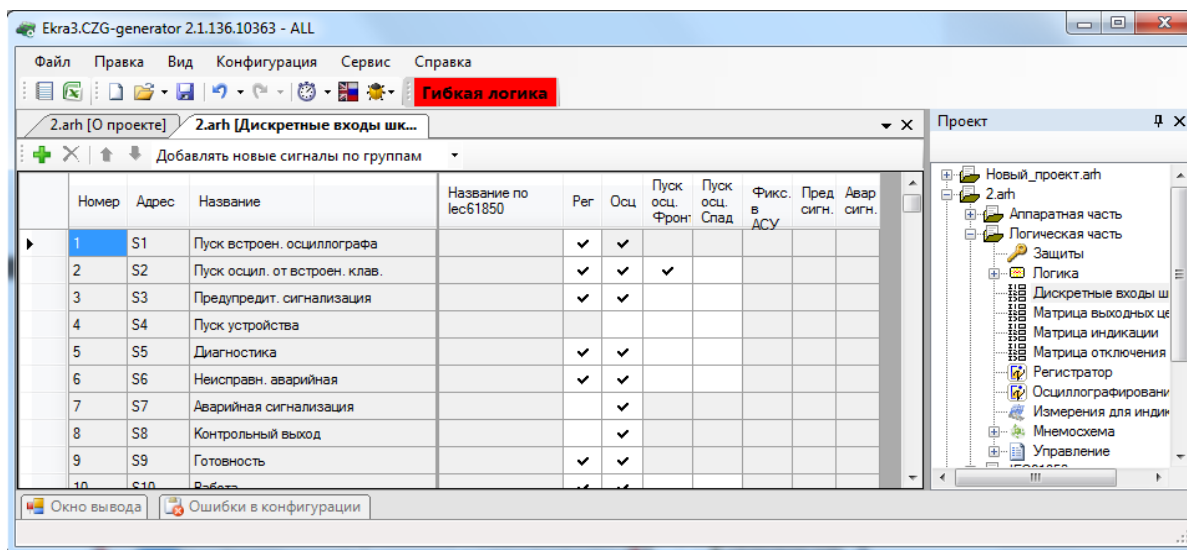 Ekra3.CZG-generator 2.1.136.10363 - ALL
Файл Правка Вид Конфигурация Сервис Справка
Гибкая логика
2.arh [О проекте] 2.arh [Дискретные входы шк...
Добавлять новые сигналы по группам
Номер Адрес Название Название по Iec61850 Рег Осц Пуск осц. Фронт Пуск осц. Спад Фикс. в АСУ Пред сигн. Авар сигн.
1 S1 Пуск встроен. осциллографа
2 S2 Пуск осцил. от встроен. клав.
3 S3 Предупредит. сигнализация
4 S4 Пуск устройства
5 S5 Диагностика
6 S6 Неисправн. аварийная
7 S7 Аварийная сигнализация
8 S8 Контрольный выход
9 S9 Готовность
10 S10 Работа
Окно вывода Ошибки в конфигурации
Проект
Новый_проект.arh
2.arh
Аппаратная часть
Логическая часть
Защиты
Логика
Дискретные входы ш
Матрица выходных це
Матрица индикации
Матрица отключения
Регистратор
Осциллографировани
Измерения для индик
Мнемосхема
Управление